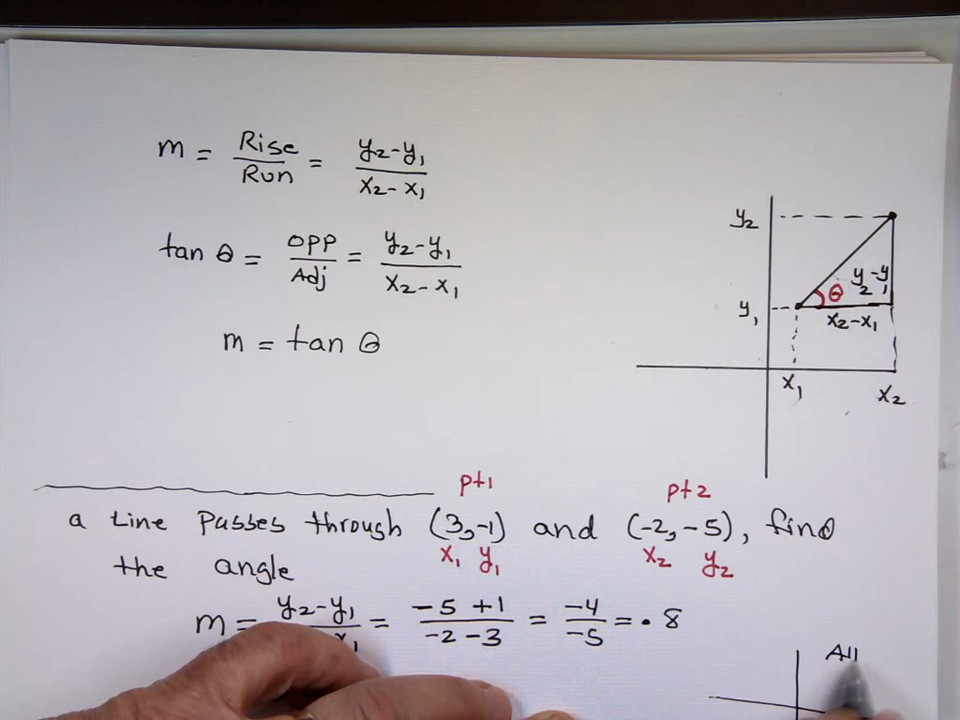 m = Rise/Run = y₂-y₁/x₂-x₁
tan θ = OPP/Adj = y₂-y₁/x₂-x₁
m = tan θ
y₂
y₁
θ
y₂-y₁
x₂-x₁
x₁
x₂
pt1
pt2
a Line Passes through (3,-1) and (-2,-5), find
x₁ y₁
x₂ y₂
the angle
m = y₂-y₁/x₁ = -5+1/-2-3 = -4/-5 = .8
All